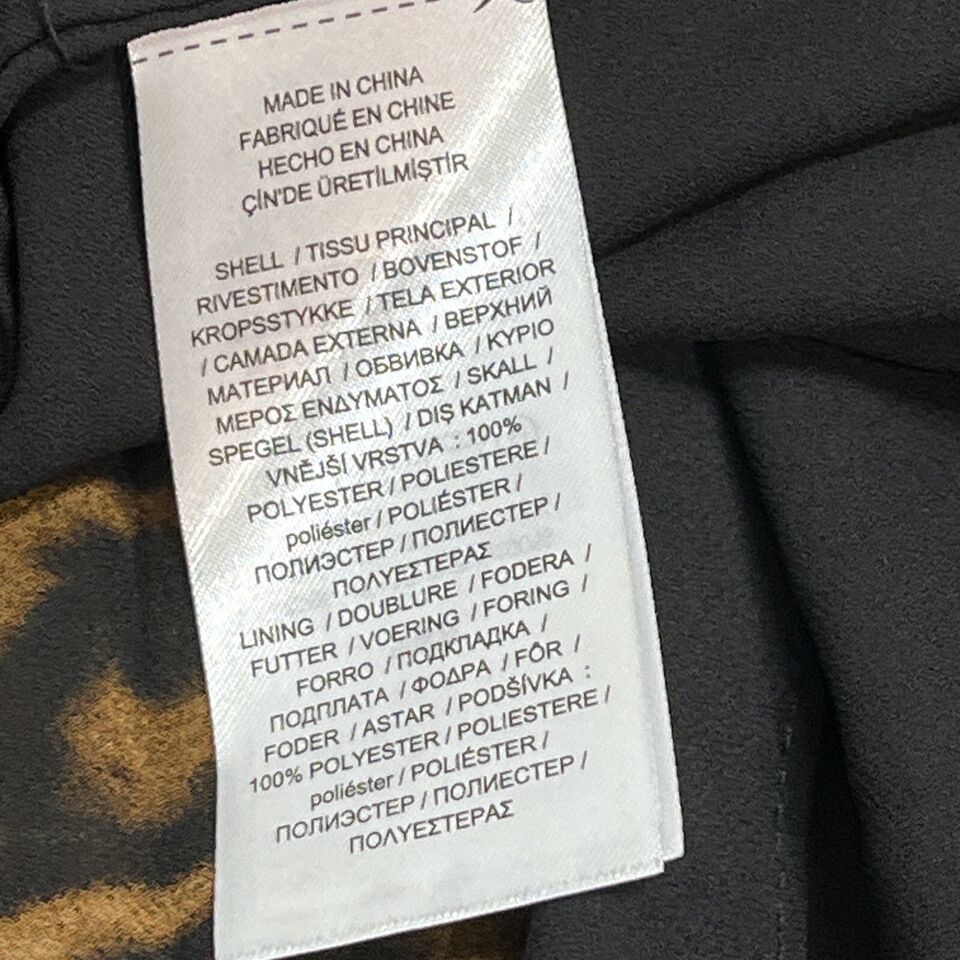 MADE IN CHINA
FABRIQUÉ EN CHINE
HECHO EN CHINA
ÇİN'DE ÜRETİLMİŞTİR
SHELL / TISSU PRINCIPAL /
RIVESTIMENTO / BOVENSTOF /
KROPSSTYKKE / TELA EXTERIOR
/ CAMADA EXTERNA / ВЕРХНИЙ
МАТЕРИАЛ / ОБВИВКА / ΚΥΡΙΟ
ΜΕΡΟΣ ΕΝΔΥΜΑΤΟΣ / SKALL /
SPEGEL (SHELL) / DIŞ KATMAN /
VNĚJŠÍ VRSTVA : 100%
POLYESTER / POLIESTERE /
poliéster / POLIÉSTER /
ПОЛИЭСТЕР / ПОЛИЕСТЕР /
ΠΟΛΥΕΣΤΕΡΑΣ
LINING / DOUBLURE / FODERA /
FUTTER / VOERING / FORING /
FORRO / ПОДКЛАДКА /
ПОДПЛАТА / ΦΟΔΡΑ / FÔR /
FODER / ASTAR / PODŠÍVKA :
100% POLYESTER / POLIESTERE /
poliéster / POLIÉSTER /
ПОЛИЭСТЕР / ПОЛИЕСТЕР /
ΠΟΛΥΕΣΤΕΡΑΣ